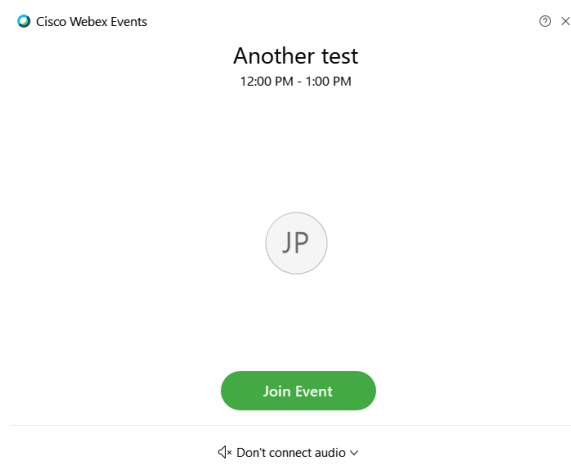 Cisco Webex Events
Another test
12:00 PM - 1:00 PM
JP
Join Event
Don't connect audio